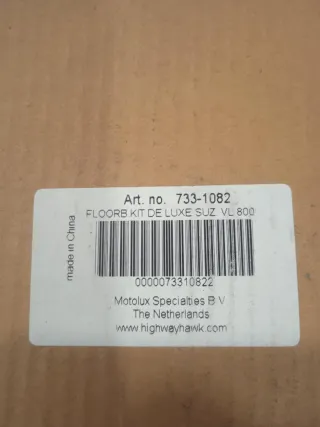 Art. no. 733-1082
FLOORB.KIT DE LUXE SUZ. VL 800
made in China
0000073310822
Motolux Specialties B.V.
The Netherlands
www.highwayhawk.com